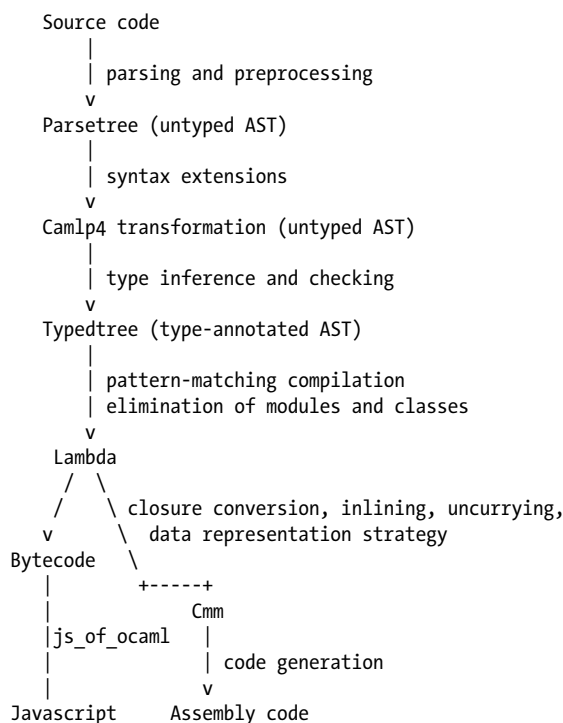 Source code
|
| parsing and preprocessing
v
Parsetree (untyped AST)
|
| syntax extensions
v
Camlp4 transformation (untyped AST)
|
| type inference and checking
v
Typedtree (type-annotated AST)
|
| pattern-matching compilation
| elimination of modules and classes
v
Lambda
/ \
/ \ closure conversion, inlining, uncurrying,
v \ data representation strategy
Bytecode \
| +-----+
| Cmm
|js_of_ocaml |
| | code generation
| v
Javascript Assembly code